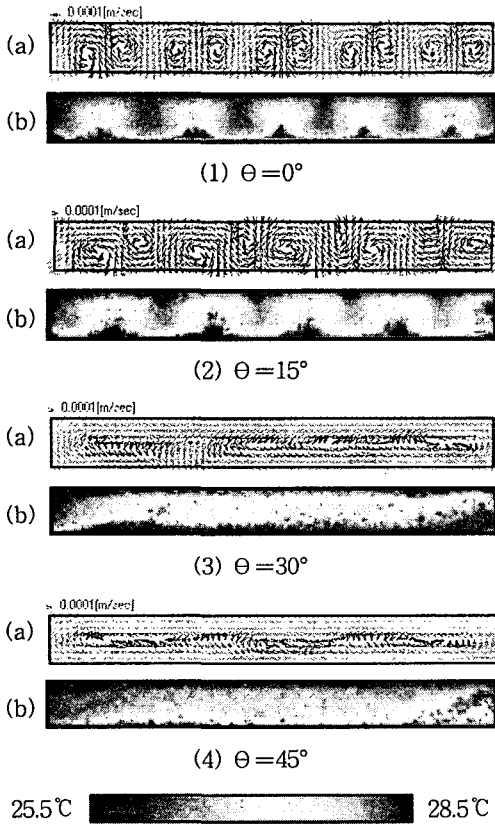 0.0001[m/sec]
(a)
(b)
(1) Θ=0°
0.0001[m/sec]
(a)
(b)
(2) Θ=15°
0.0001[m/sec]
(a)
(b)
(3) Θ=30°
0.0001[m/sec]
(a)
(b)
(4) Θ=45°
25.5℃ 28.5℃